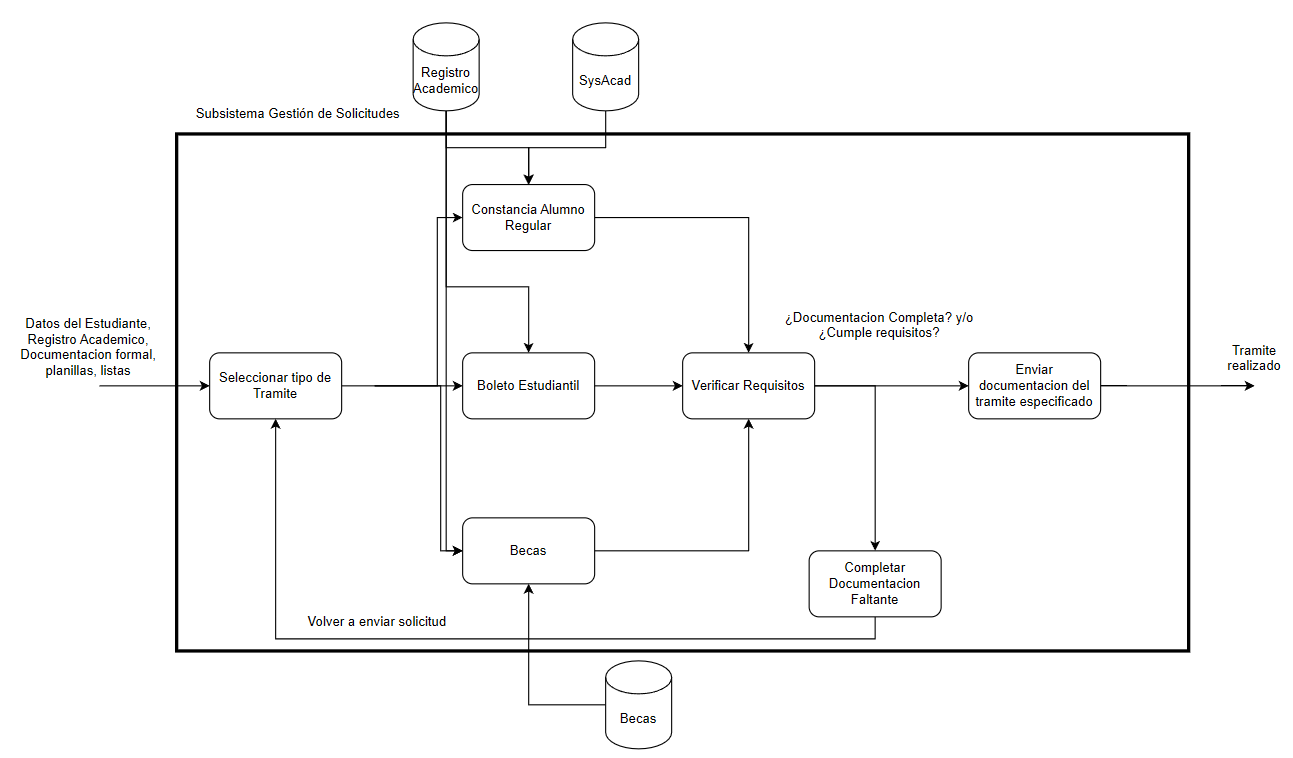 Registro
Academico
SysAcad
Subsistema Gestión de Solicitudes
Constancia Alumno
Regular
Datos del Estudiante,
Registro Academico,
Documentacion formal,
planillas, listas
Seleccionar tipo de
Tramite
Boleto Estudiantil
Verificar Requisitos
¿Documentacion Completa? y/o
¿Cumple requisitos?
Enviar
documentacion del
tramite especificado
Tramite
realizado
Becas
Completar
Documentacion
Faltante
Volver a enviar solicitud
Becas